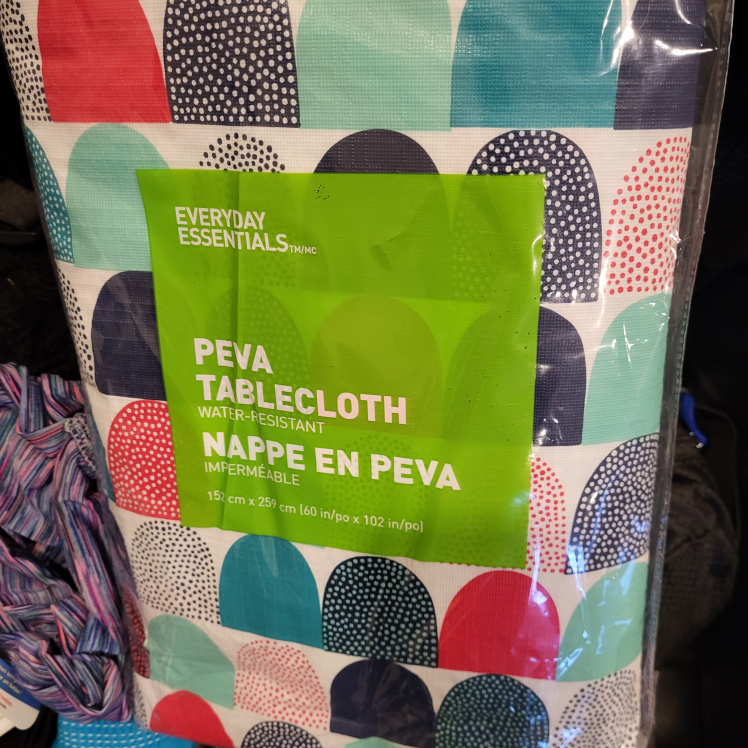 EVERYDAY
ESSENTIALS TM/MC
PEVA
TABLECLOTH
WATER-RESISTANT
NAPPE EN PEVA
IMPERMÉABLE
152 cm x 259 cm (60 in/po x 102 in/po)